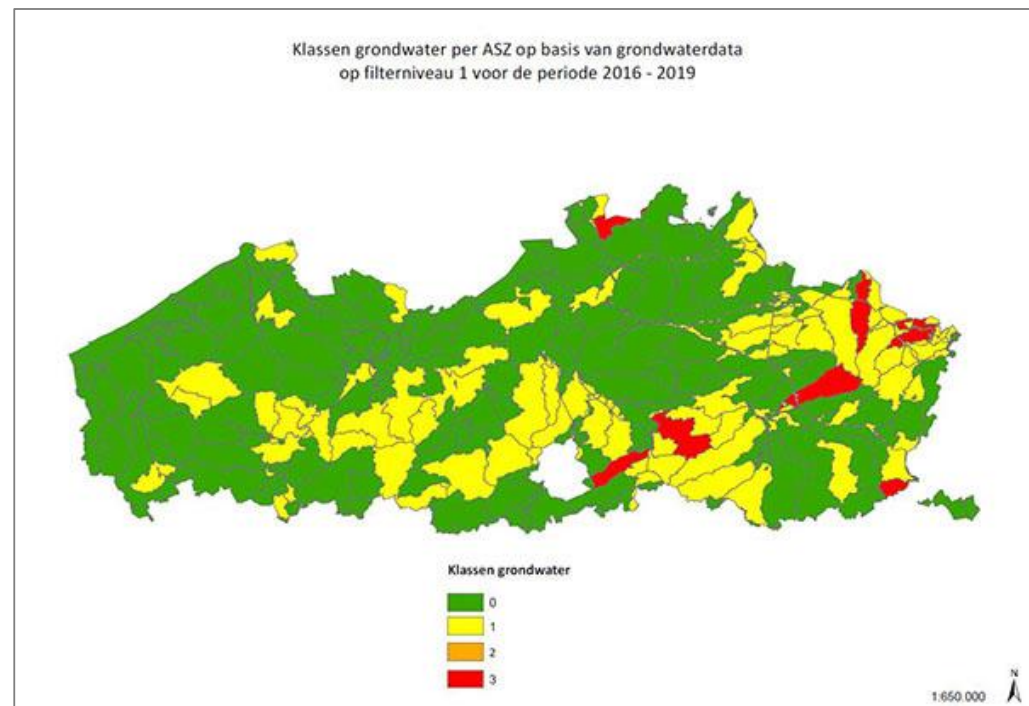 Klassen grondwater per ASZ op basis van grondwaterdata
op filterniveau 1 voor de periode 2016 - 2019
Klassen grondwater
0
1
2
3
N
1:650.000